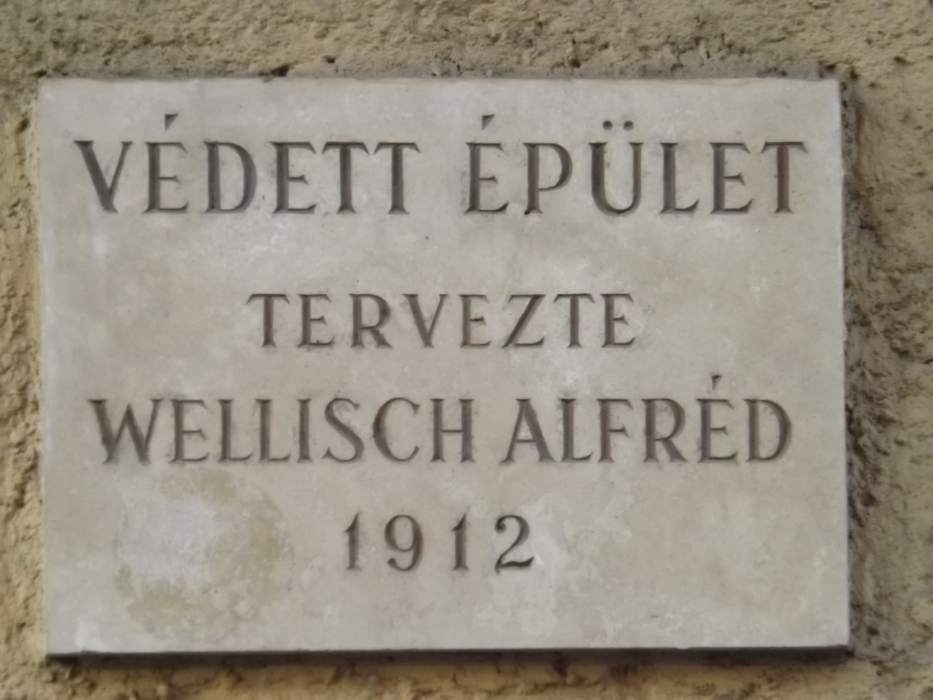 VÉDETT ÉPÜLET
TERVEZTE
WELLISCH ALFRÉD
1912